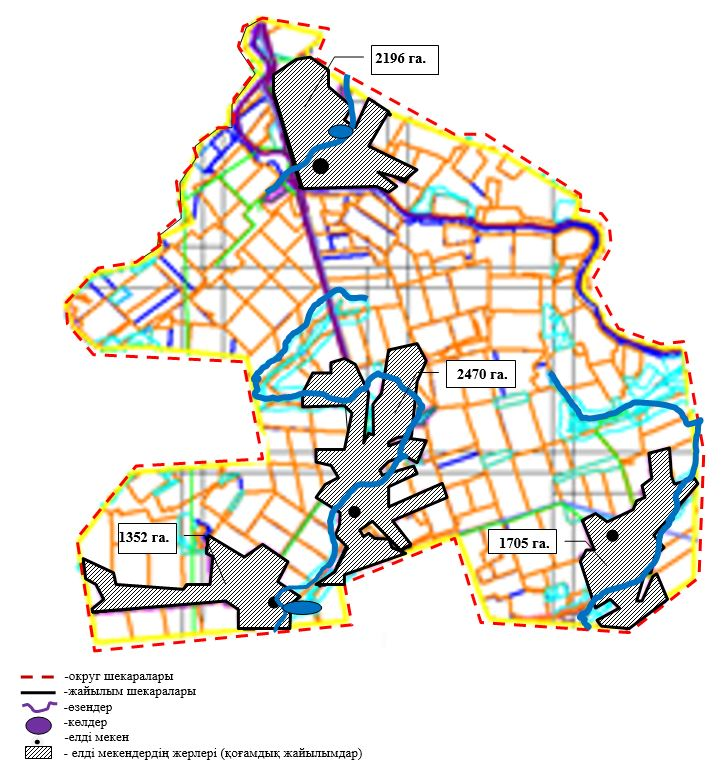 2196 га.
2470 га.
1352 га.
1705 га.
-округ шекаралары
-жайылым шекаралары
-өзендер
-көлдер
-елді мекен
- елді мекендердің жерлері (қоғамдық жайылымдар)